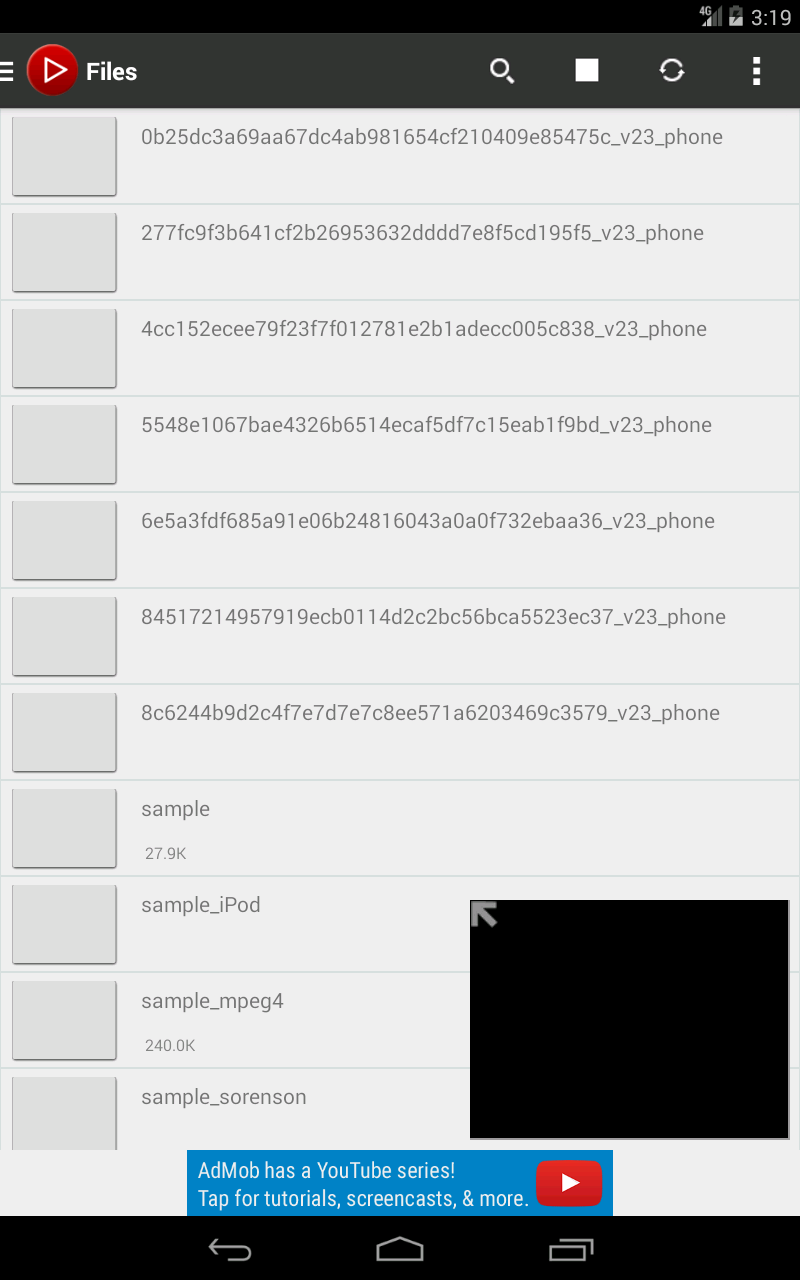 4G 3:19
Files
0b25dc3a69aa67dc4ab981654cf210409e85475c_v23_phone
277fc9f3b641cf2b26953632dddd7e8f5cd195f5_v23_phone
4cc152ecee79f23f7f012781e2b1adecc005c838_v23_phone
5548e1067bae4326b6514ecaf5df7c15eab1f9bd_v23_phone
6e5a3fdf685a91e06b24816043a0a0f732ebaa36_v23_phone
84517214957919ecb0114d2c2bc56bca5523ec37_v23_phone
8c6244b9d2c4f7e7d7e7c8ee571a6203469c3579_v23_phone
sample
27.9K
sample_iPod
sample_mpeg4
240.0K
sample_sorenson
AdMob has a YouTube series!
Tap for tutorials, screencasts, & more.